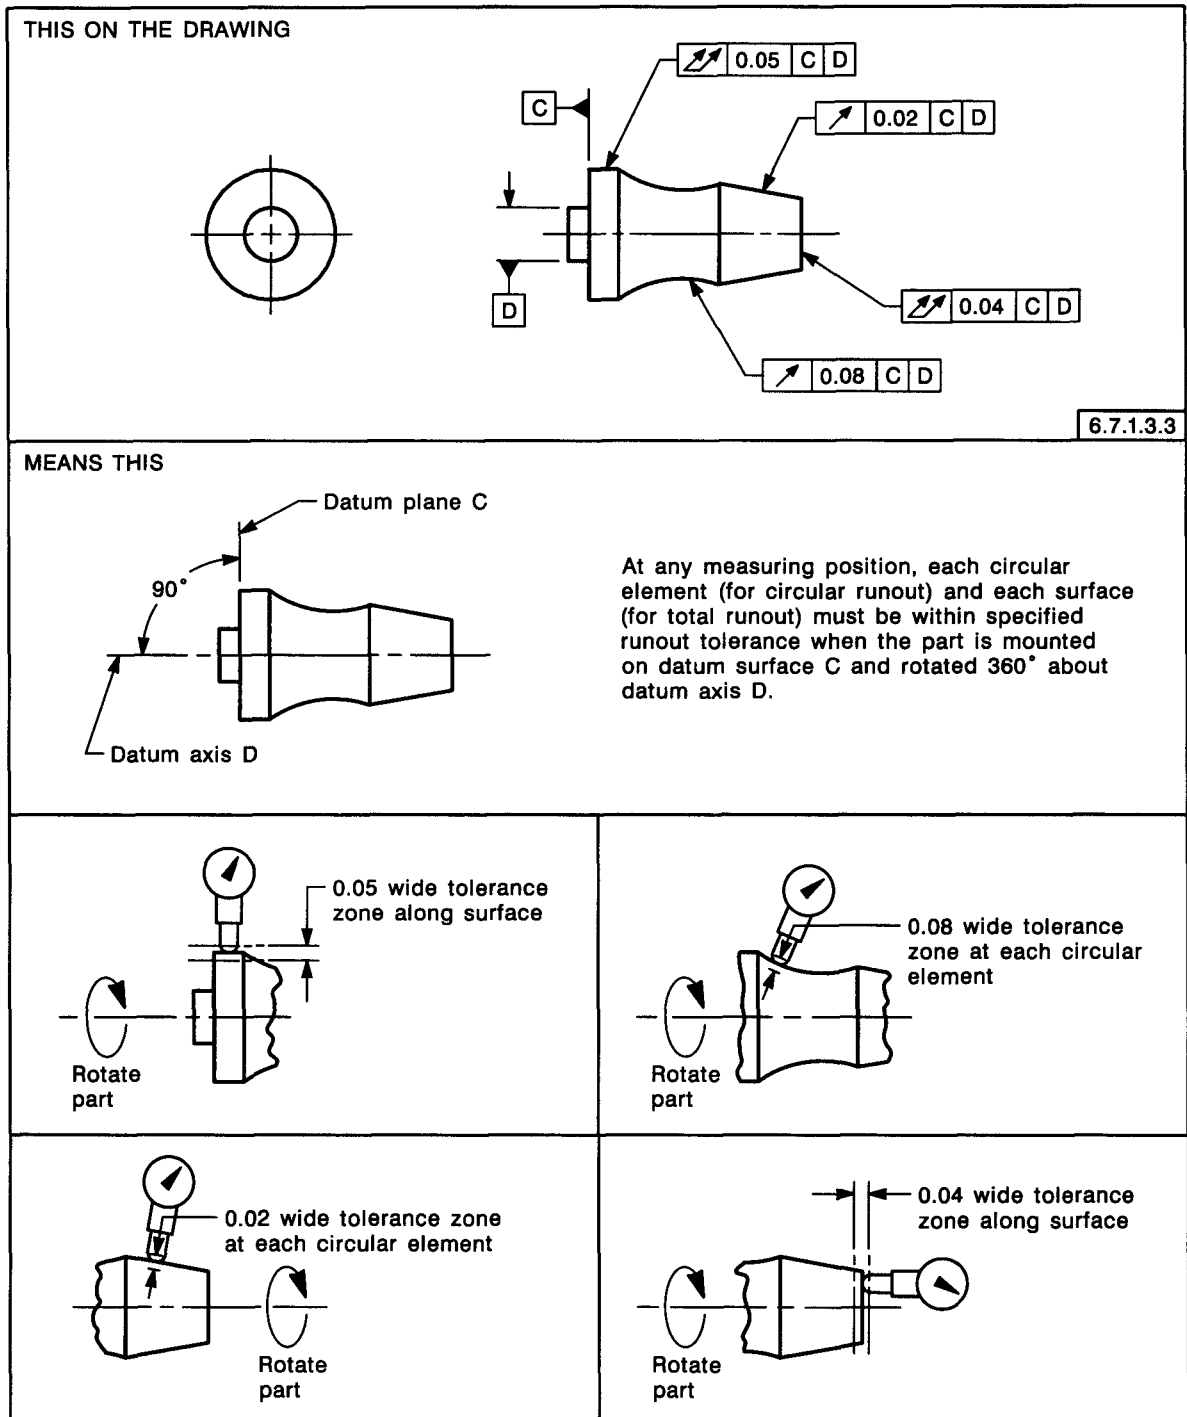 THIS ON THE DRAWING
0.05 C D
C
0.02 C D
D
0.04 C D
0.08 C D
6.7.1.3.3
MEANS THIS
Datum plane C
90°
Datum axis D
At any measuring position, each circular
element (for circular runout) and each surface
(for total runout) must be within specified
runout tolerance when the part is mounted
on datum surface C and rotated 360° about
datum axis D.
0.05 wide tolerance
zone along surface
Rotate
part
0.08 wide tolerance
zone at each circular
element
Rotate
part
0.02 wide tolerance zone
at each circular element
Rotate
part
0.04 wide tolerance
zone along surface
Rotate
part